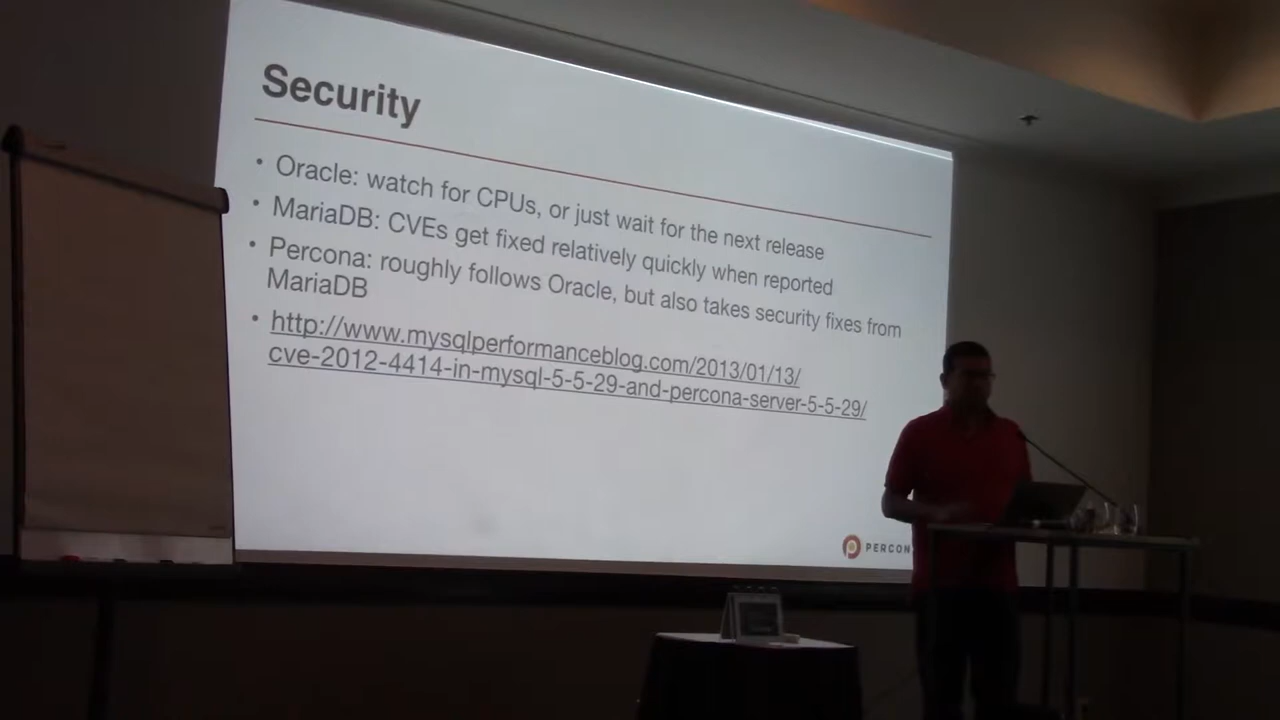 Security
• Oracle: watch for CPUs, or just wait for the next release
• MariaDB: CVEs get fixed relatively quickly when reported
• Percona: roughly follows Oracle, but also takes security fixes from
MariaDB
• http://www.mysqlperformanceblog.com/2013/01/13/
cve-2012-4414-in-mysql-5-5-29-and-percona-server-5-5-29/
PERCON